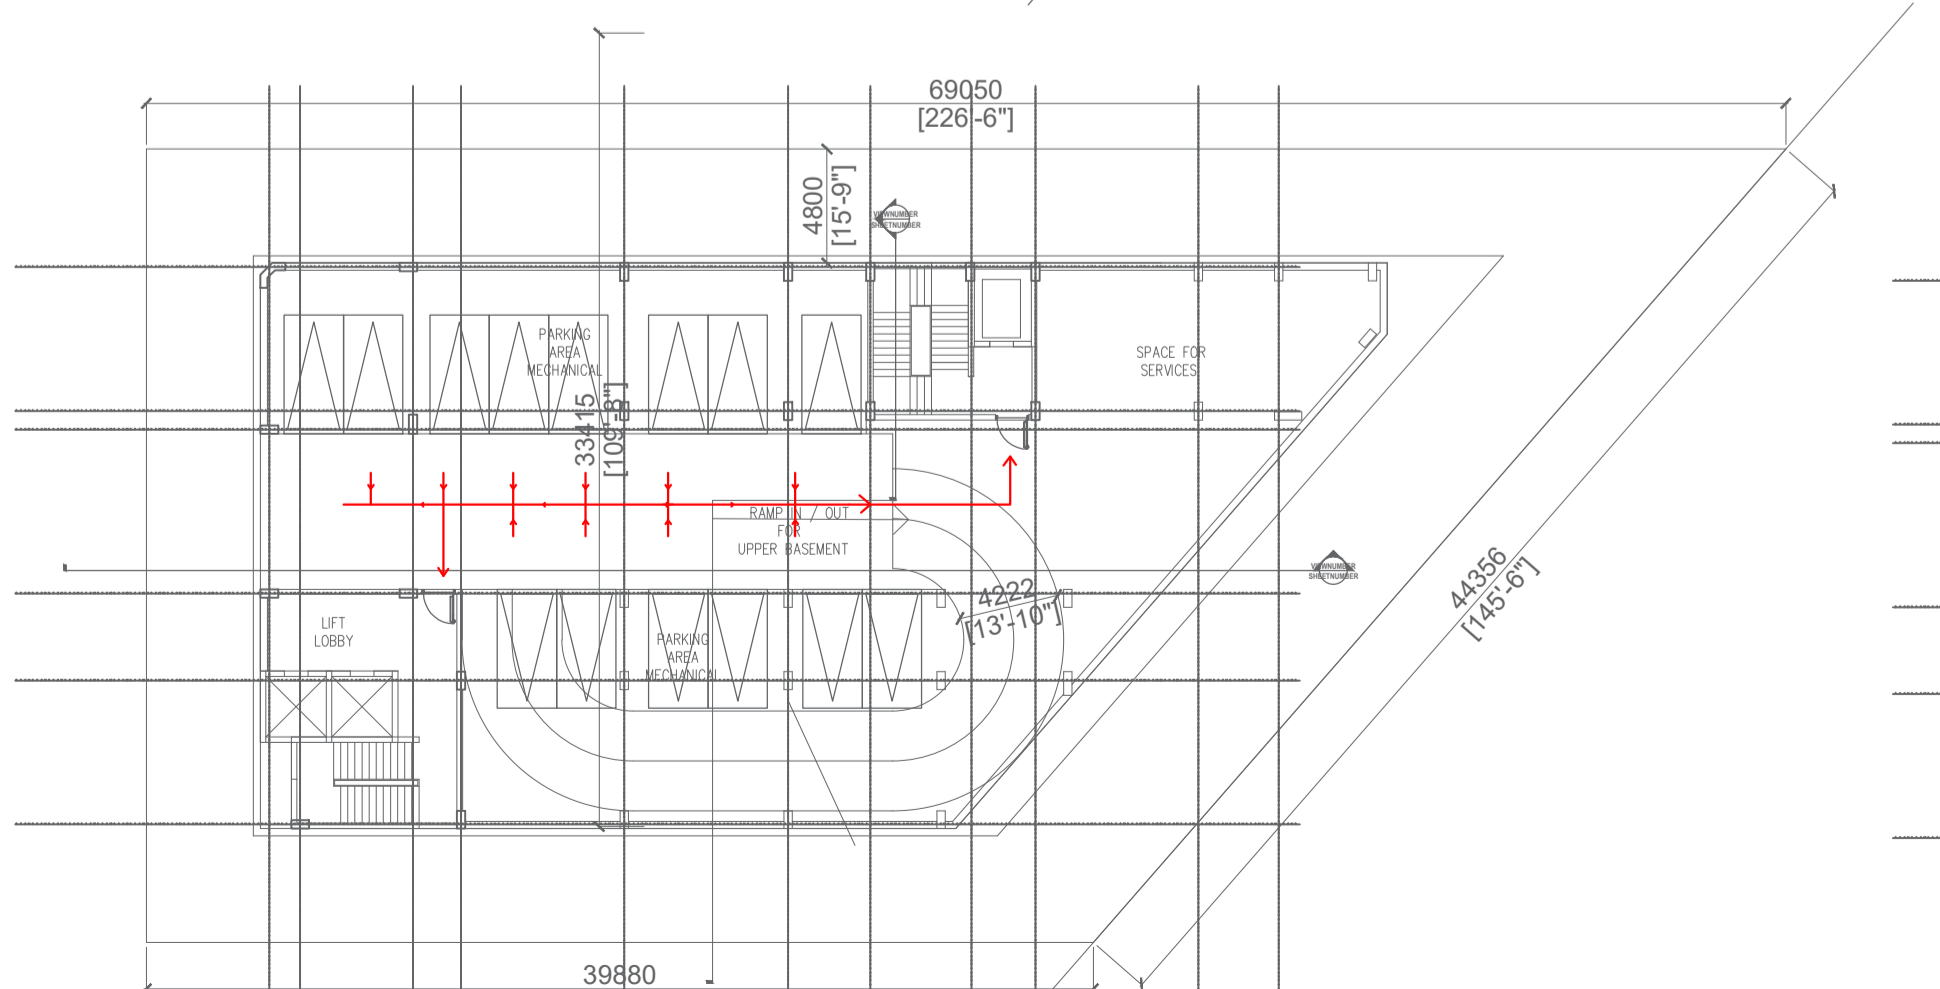 69050
[226'-6"]
4800
[15'-9"]
VIEWNUMBER
SHEETNUMBER
PARKING
AREA
MECHANICAL
SPACE FOR
SERVICES
33415
[109'-8"]
RAMP IN / OUT
FOR
UPPER BASEMENT
VIEWNUMBER
SHEETNUMBER
4222
[13'-10"]
44356
[145'-6"]
LIFT
LOBBY
PARKING
AREA
MECHANICAL
39880